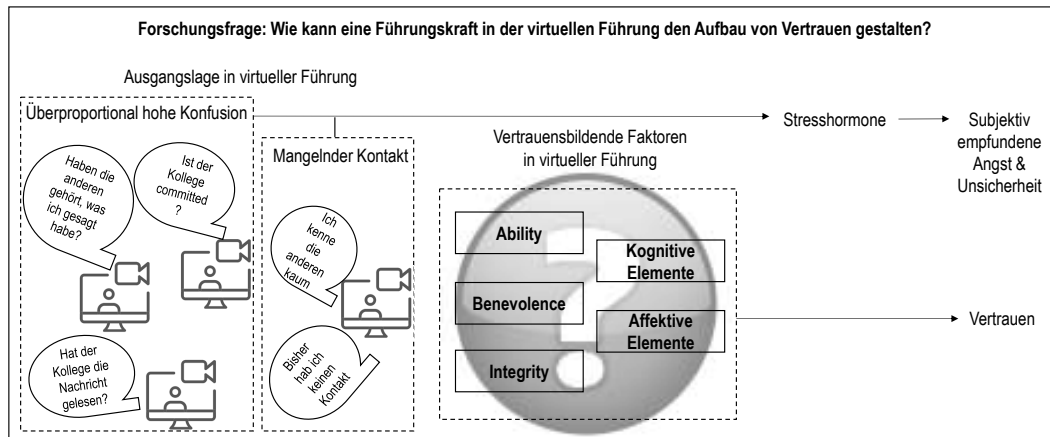 Forschungsfrage: Wie kann eine Führungskraft in der virtuellen Führung den Aufbau von Vertrauen gestalten?
Ausgangslage in virtueller Führung
Überproportional hohe Konfusion
Haben die
anderen
gehört, was
ich gesagt
habe?
Ist der
Kollege
committed
?
Hat der
Kollege die
Nachricht
gelesen?
Mangelnder Kontakt
Ich
kenne
die
anderen
kaum
Bisher
hab ich
keinen
Kontakt
Vertrauensbildende Faktoren
in virtueller Führung
Ability
Benevolence
Integrity
Kognitive
Elemente
Affektive
Elemente
Stresshormone
Subjektiv
empfundene
Angst &
Unsicherheit
Vertrauen